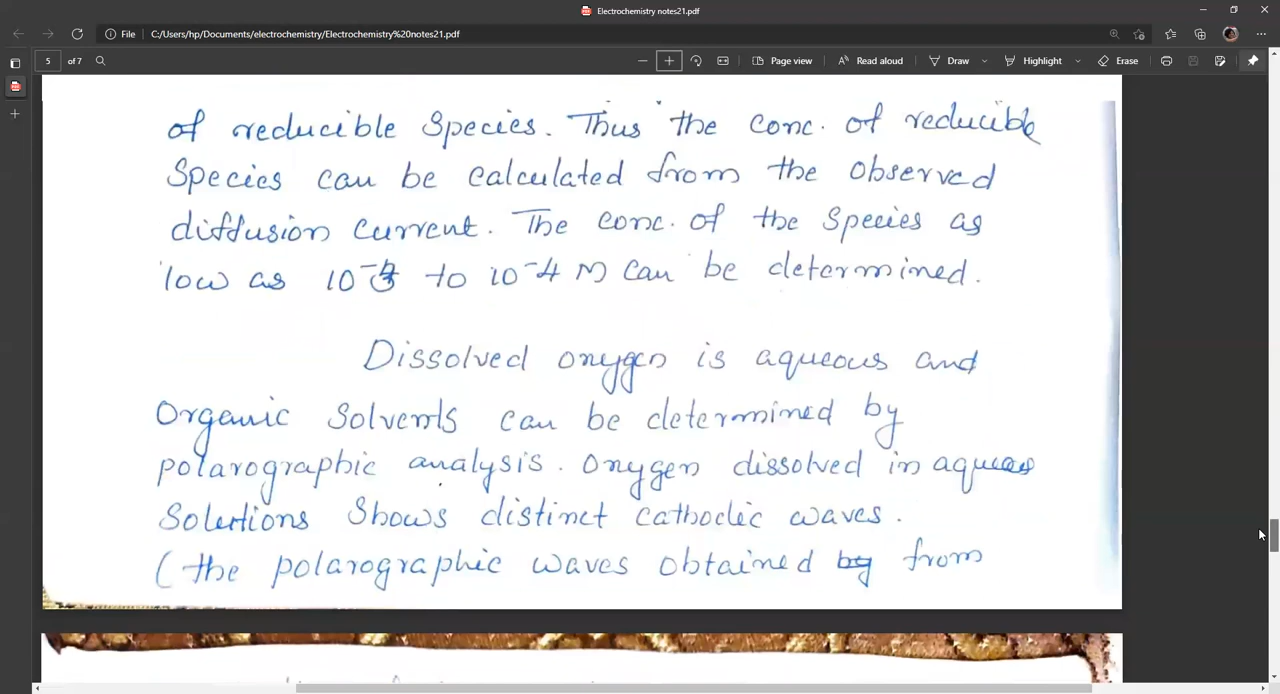 Electrochemistry notes21.pdf
File C:/Users/hp/Documents/electrochemistry/Electrochemistry%20notes21.pdf
5 of 7 Page view Read aloud Draw Highlight Erase
of reducible Species. Thus the conc. of reducible
Species can be calculated from the observed
diffusion current. The conc. of the Species as
low as 10⁻³ to 10⁻⁴ M can be determined.
Dissolved oxygen is aqueous and
Organic Solvents can be determined by
polarographic analysis. Oxygen dissolved in aqueous
Solutions Shows distinct cathodic waves.
(the polarographic waves obtained by from